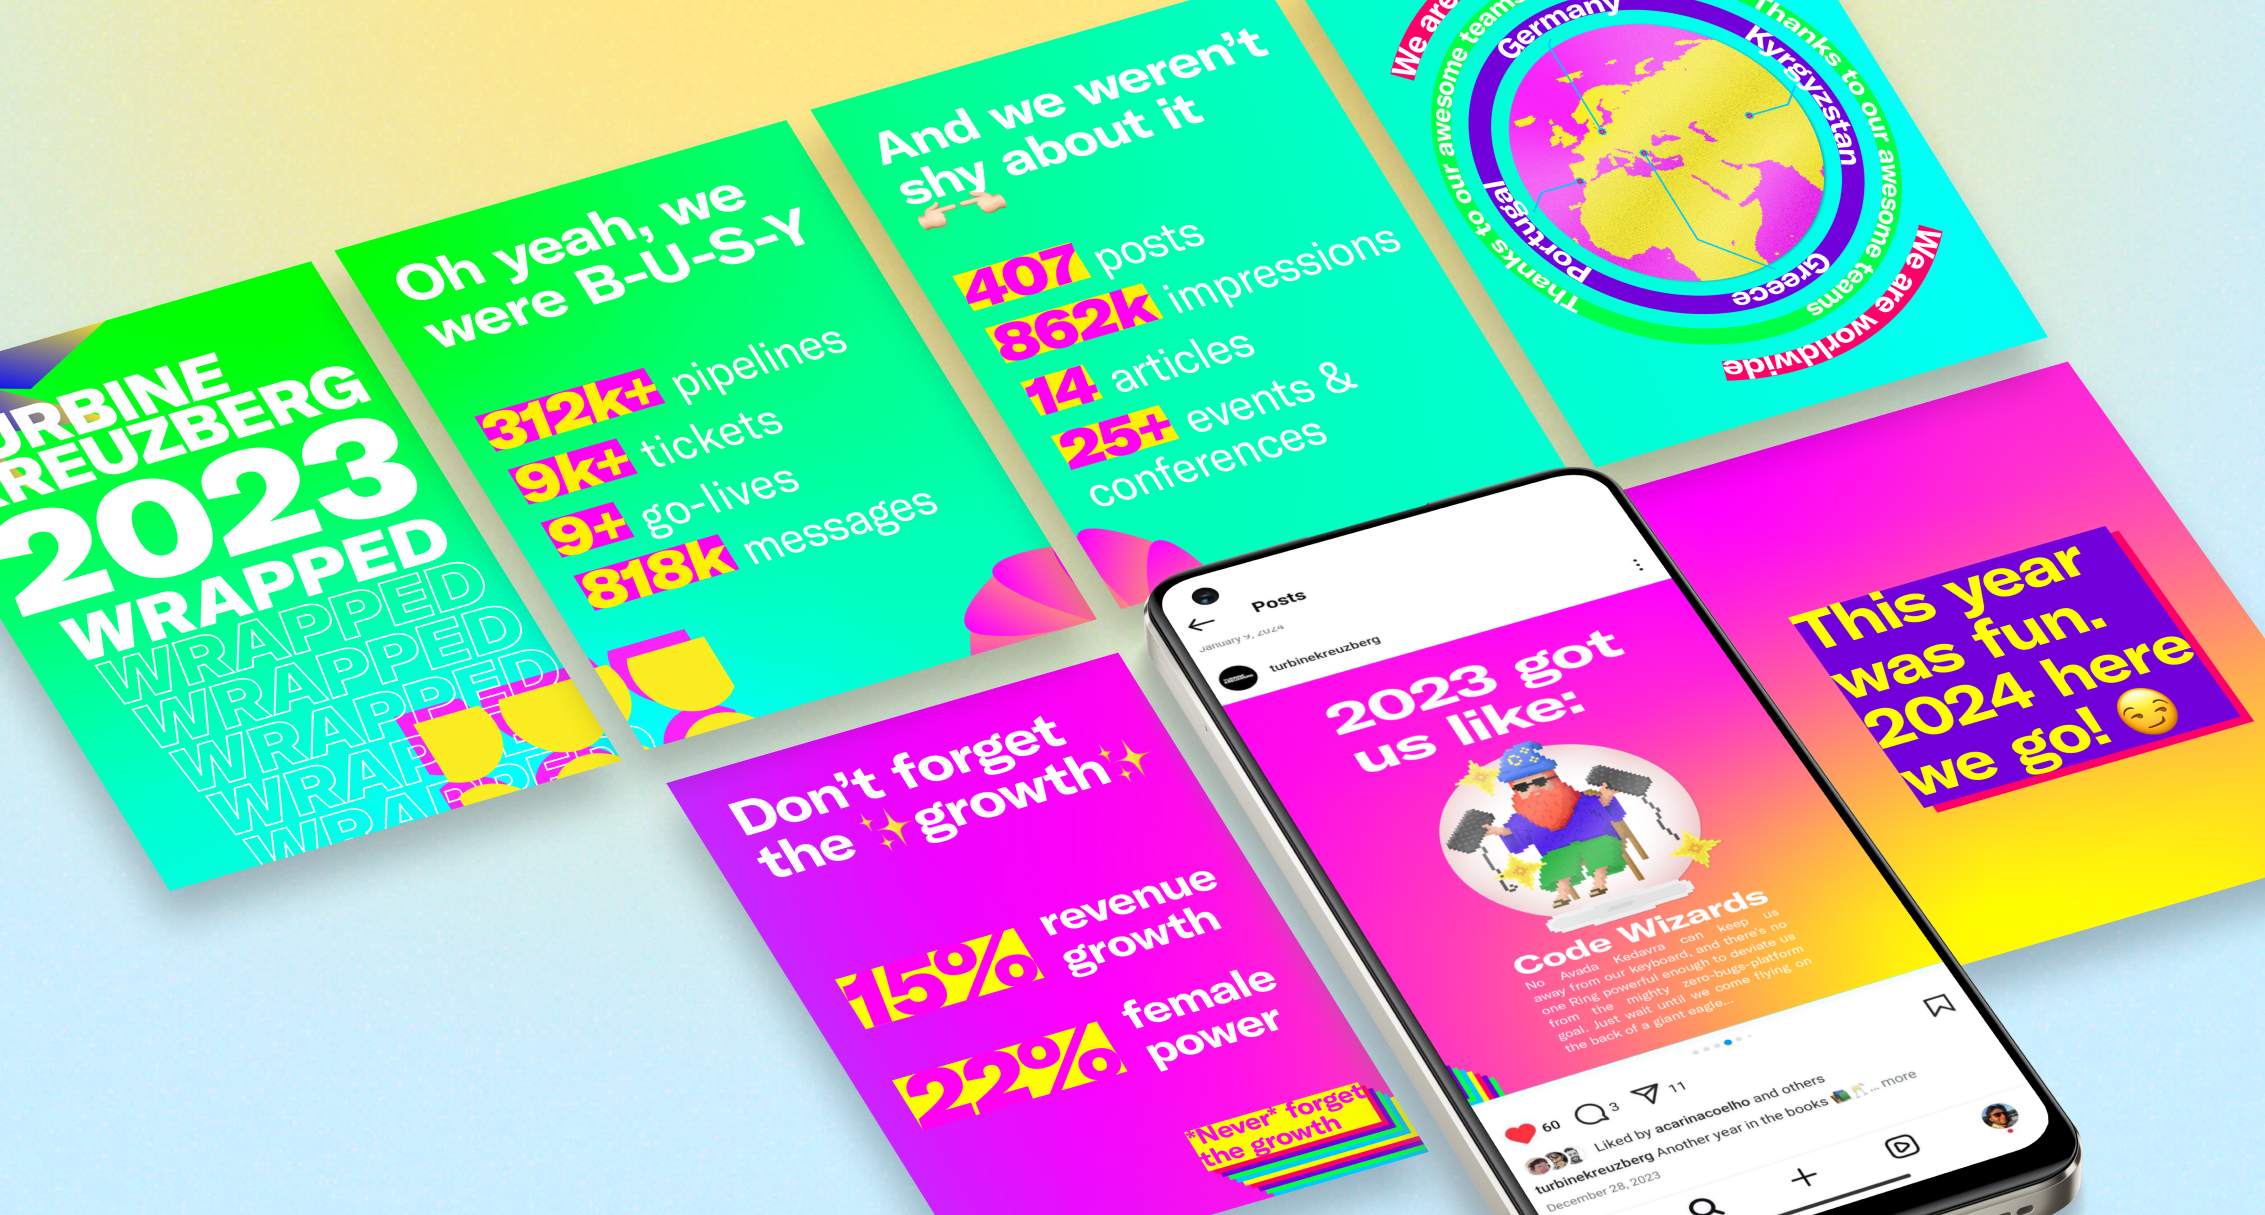 TURBINE
KREUZBERG
2023
WRAPPED
WRAPPED
WRAPPED
WRAPPED
WRAPPED
WRAPPED
Oh yeah, we
were B-U-S-Y
312k+ pipelines
9k+ tickets
9+ go-lives
818k messages
And we weren't
shy about it
407 posts
862k impressions
14 articles
25+ events &
conferences
We are
Thanks to our awesome teams
Thanks to our awesome teams
Germany
Kyrgyzstan
Portugal
Greece
We are worldwide
Don't forget
the growth
15% revenue
growth
22% female
power
*Never* forget
the growth
Posts
January 9, 2024
turbinekreuzberg
2023 got
us like:
Code Wizards
No Avada Kedavra can keep us
away from our keyboard, and there's no
one Ring powerful enough to deviate us
from the mighty zero-bugs-platform
goal. Just wait until we come flying on
the back of a giant eagle...
60 3 11
Liked by acarinacoelho and others
turbinekreuzberg Another year in the books ... more
December 28, 2023
This year
was fun.
2024 here
we go!